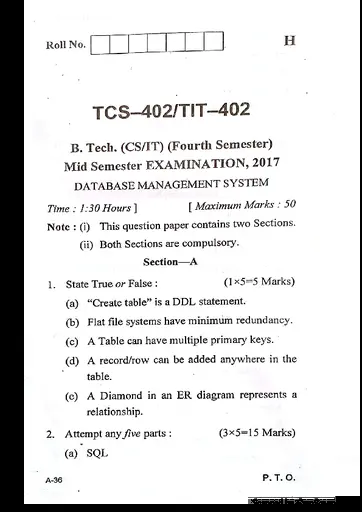 Roll No.
H
TCS–402/TIT–402
B. Tech. (CS/IT) (Fourth Semester)
Mid Semester EXAMINATION, 2017
DATABASE MANAGEMENT SYSTEM
Time : 1:30 Hours ] [ Maximum Marks : 50
Note : (i) This question paper contains two Sections.
(ii) Both Sections are compulsory.
Section—A
1. State True or False : (1×5=5 Marks)
(a) “Create table” is a DDL statement.
(b) Flat file systems have minimum redundancy.
(c) A Table can have multiple primary keys.
(d) A record/row can be added anywhere in the
table.
(e) A Diamond in an ER diagram represents a
relationship.
2. Attempt any five parts : (3×5=15 Marks)
(a) SQL
A-36 P. T. O.